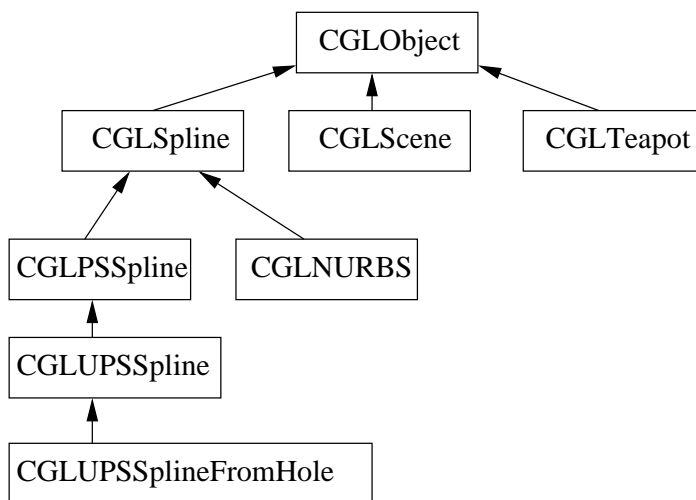 CGLObject
CGLSpline
CGLScene
CGLTeapot
CGLPSSpline
CGLNURBS
CGLUPSSpline
CGLUPSSplineFromHole